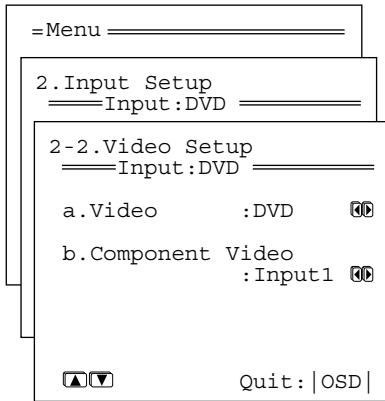 Menu
2.Input Setup
Input:DVD
2-2.Video Setup
Input:DVD
a.Video :DVD
b.Component Video
:Input1
Quit:|OSD|